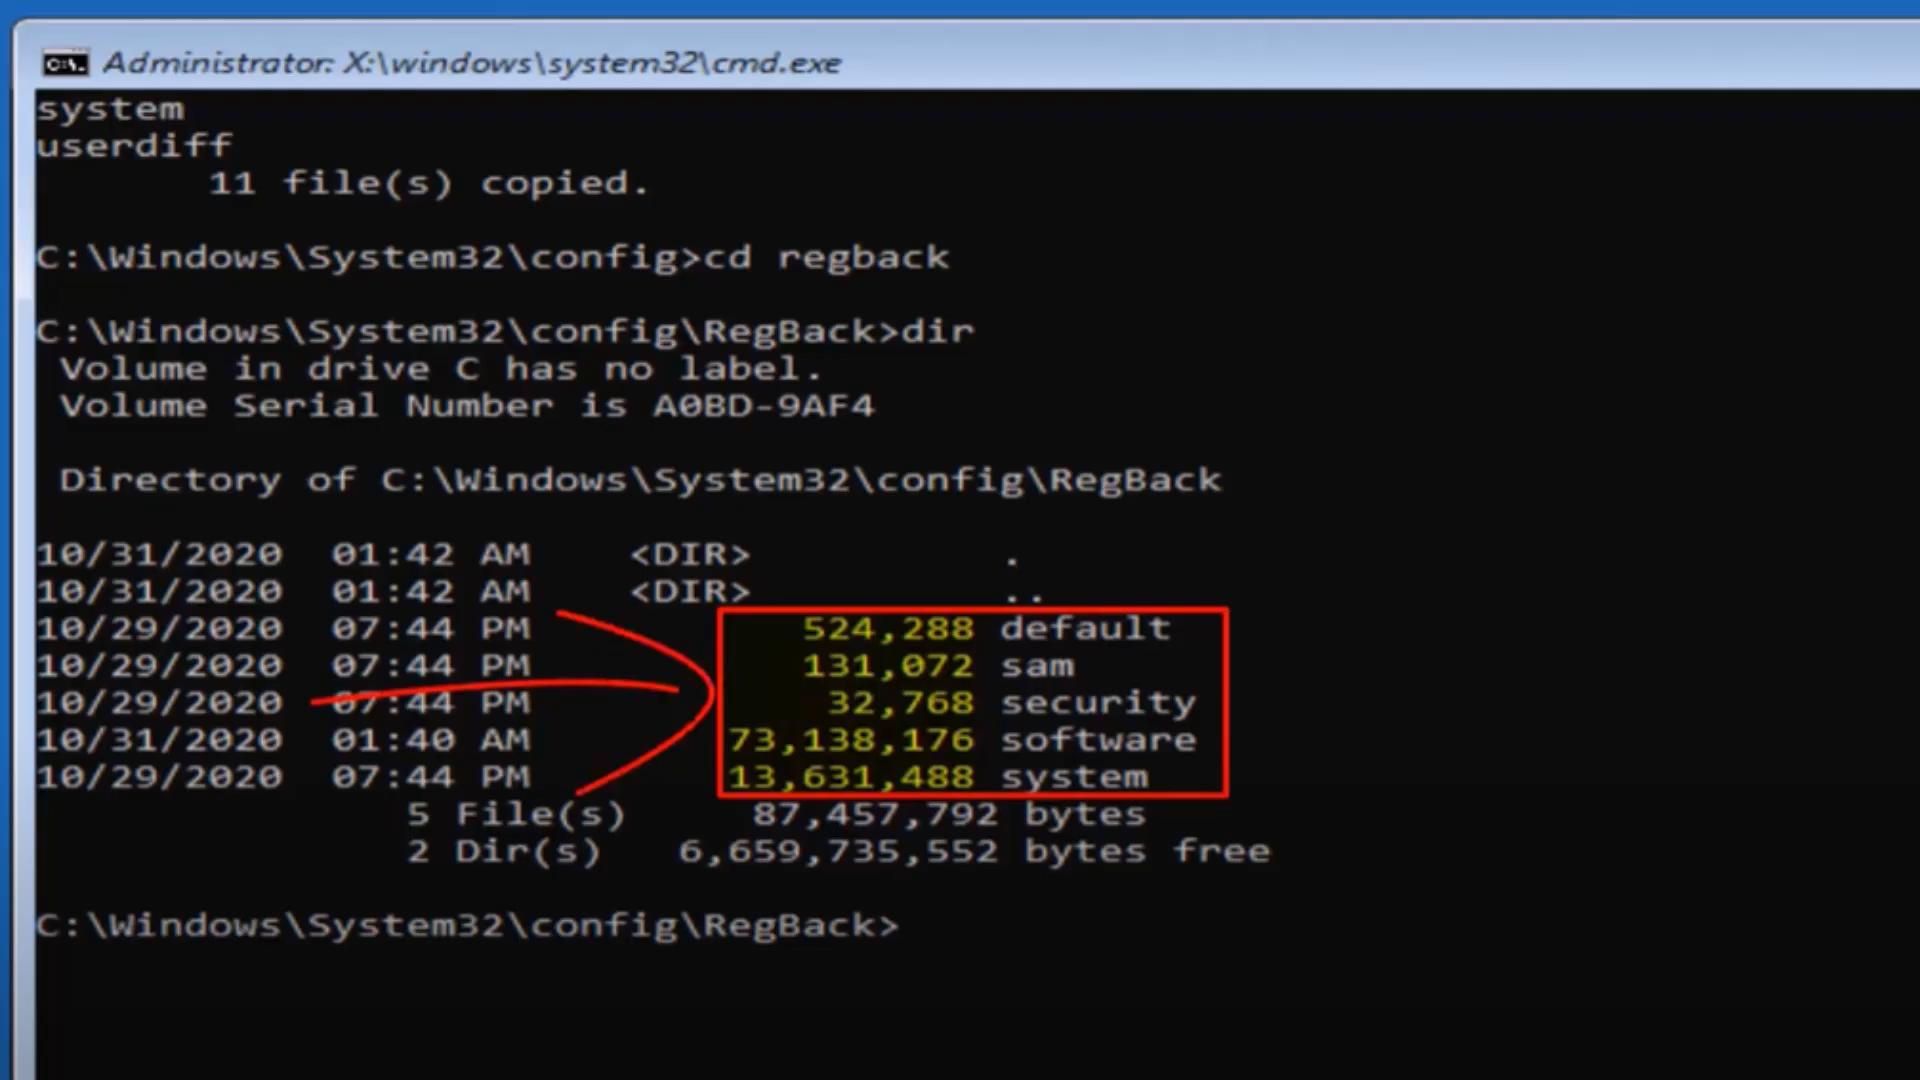 Administrator: X:\windows\system32\cmd.exe
system
userdiff
11 file(s) copied.
C:\Windows\System32\config>cd regback
C:\Windows\System32\config\RegBack>dir
Volume in drive C has no label.
Volume Serial Number is A0BD-9AF4
Directory of C:\Windows\System32\config\RegBack
10/31/2020 01:42 AM <DIR> .
10/31/2020 01:42 AM <DIR> ..
10/29/2020 07:44 PM 524,288 default
10/29/2020 07:44 PM 131,072 sam
10/29/2020 07:44 PM 32,768 security
10/31/2020 01:40 AM 73,138,176 software
10/29/2020 07:44 PM 13,631,488 system
5 File(s) 87,457,792 bytes
2 Dir(s) 6,659,735,552 bytes free
C:\Windows\System32\config\RegBack>